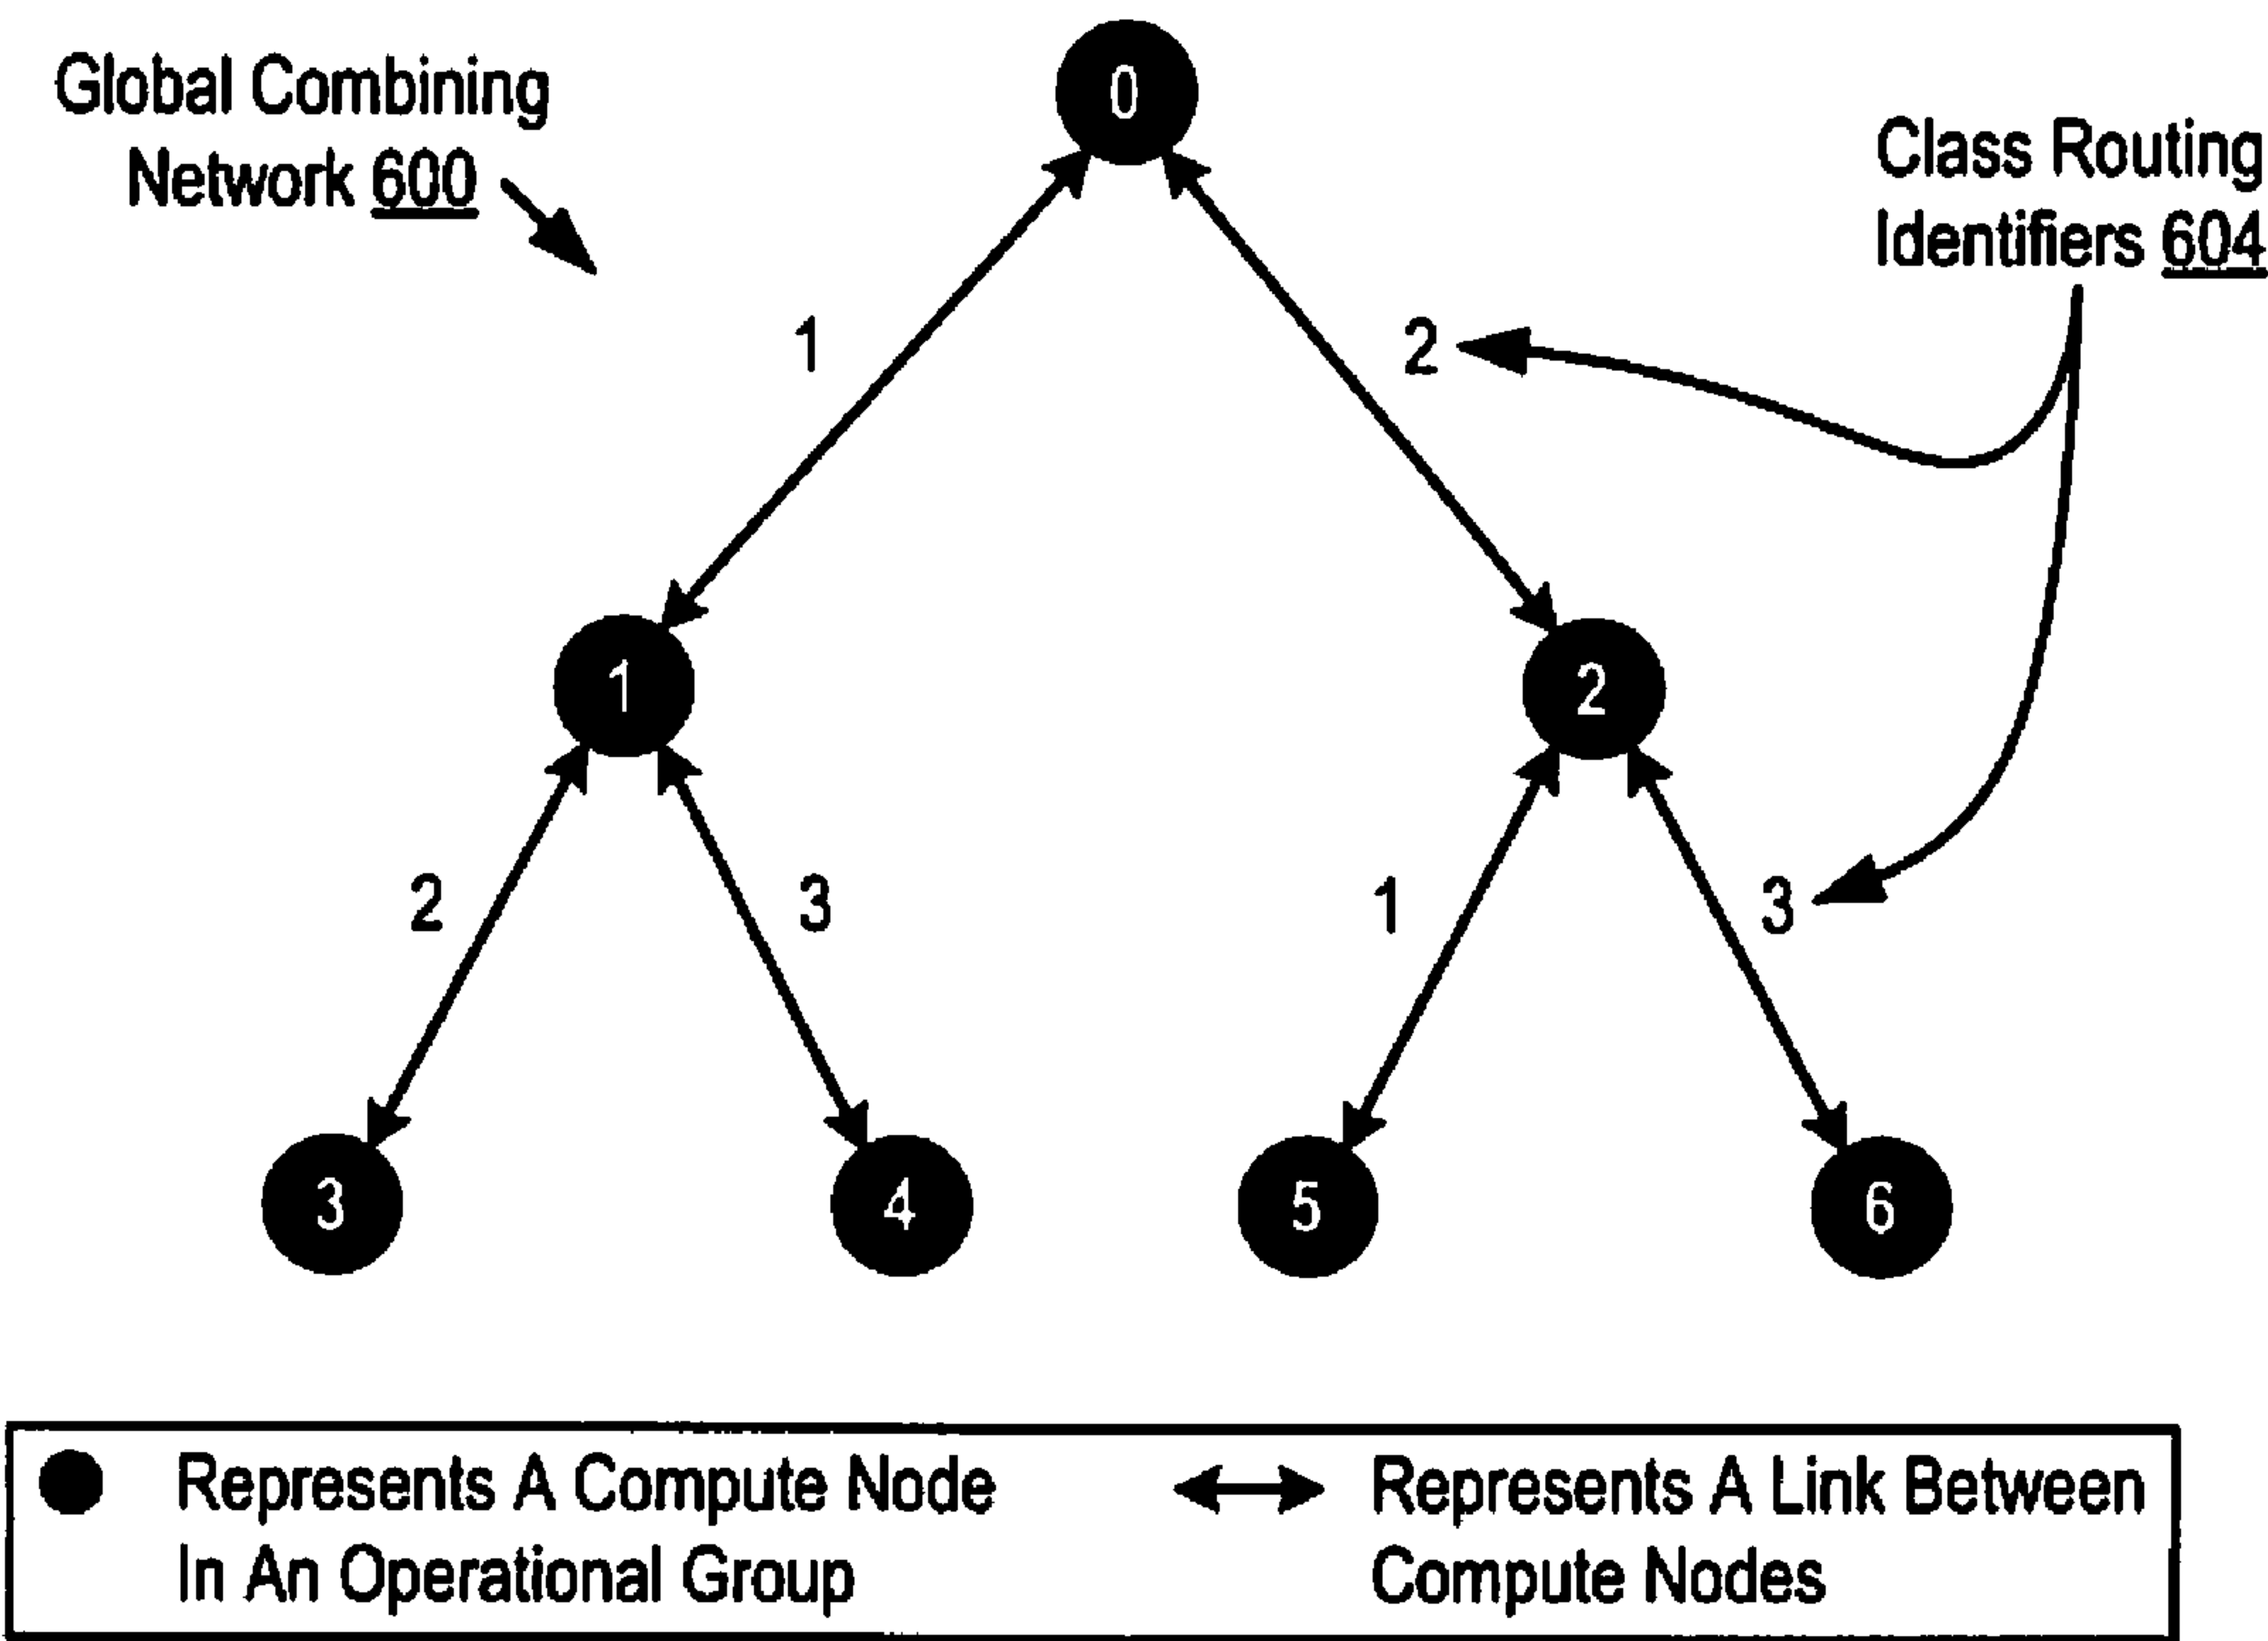 Global Combining
Network 600
0
Class Routing
Identifiers 604
1
2
1
2
2
3
1
3
3
4
5
6
Represents A Compute Node
In An Operational Group
Represents A Link Between
Compute Nodes